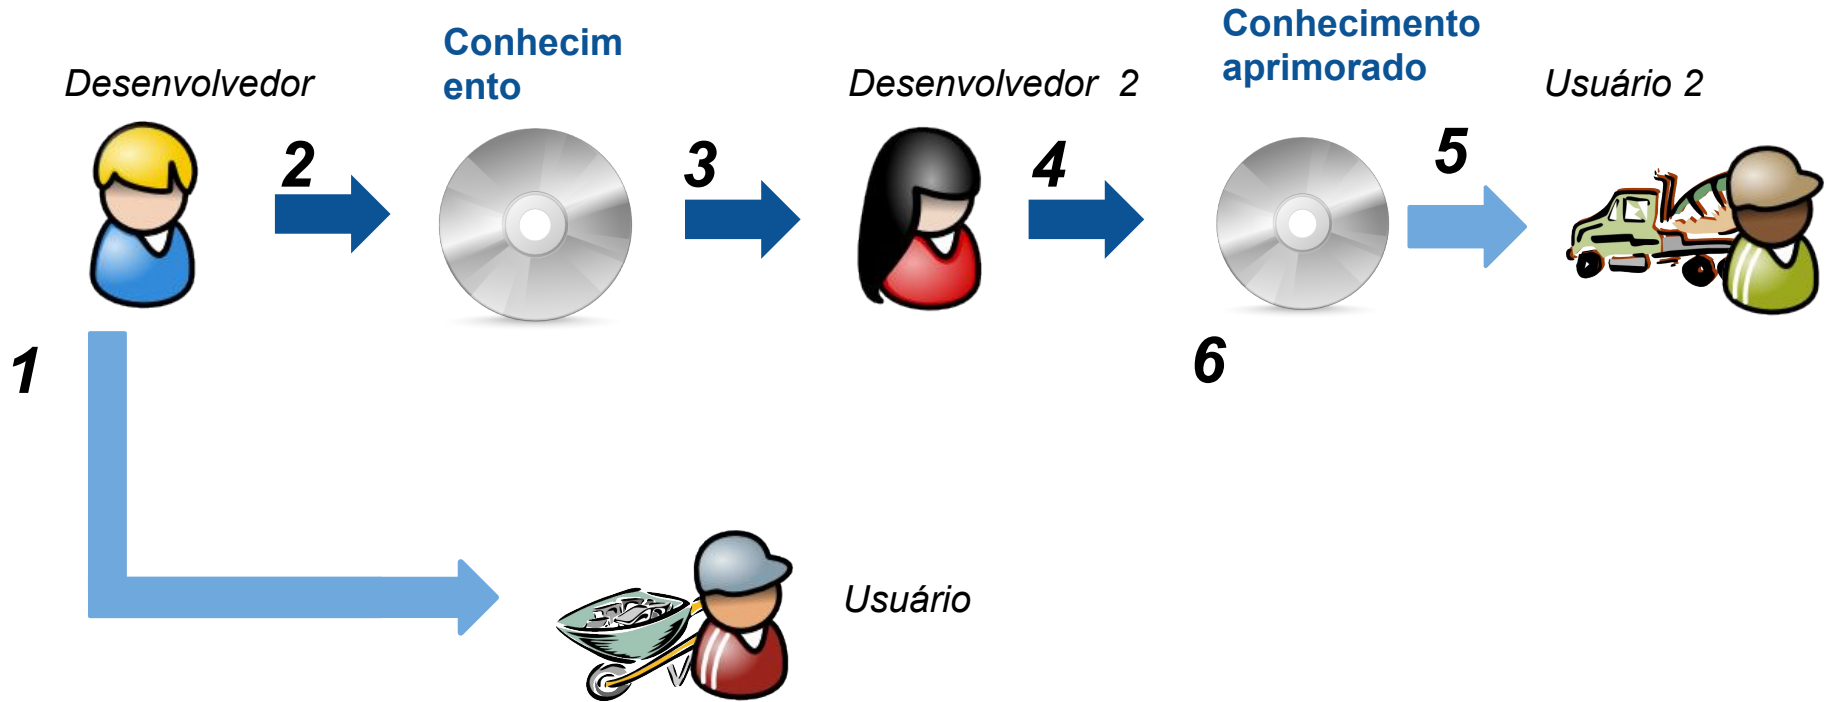 Desenvolvedor
Conhecim
ento
Desenvolvedor 2
Conhecimento
aprimorado
Usuário 2
2
3
4
5
1
6
Usuário